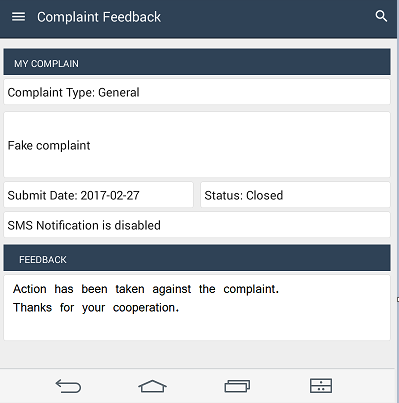 Complaint Feedback
MY COMPLAIN
Complaint Type: General
Fake complaint
Submit Date: 2017-02-27
Status: Closed
SMS Notification is disabled
FEEDBACK
Action has been taken against the complaint.
Thanks for your cooperation.